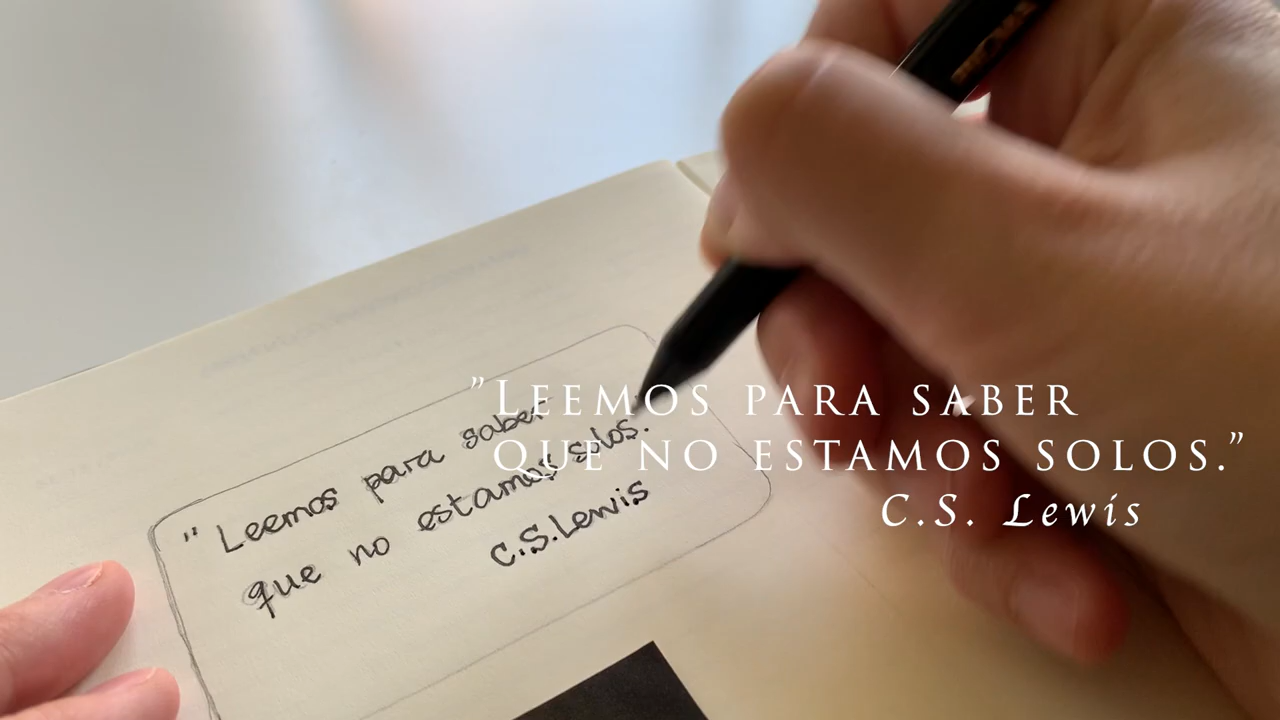 " Leemos para saber
que no estamos solos."
C.S.Lewis
"Leemos para saber
que no estamos solos."
C.S. Lewis